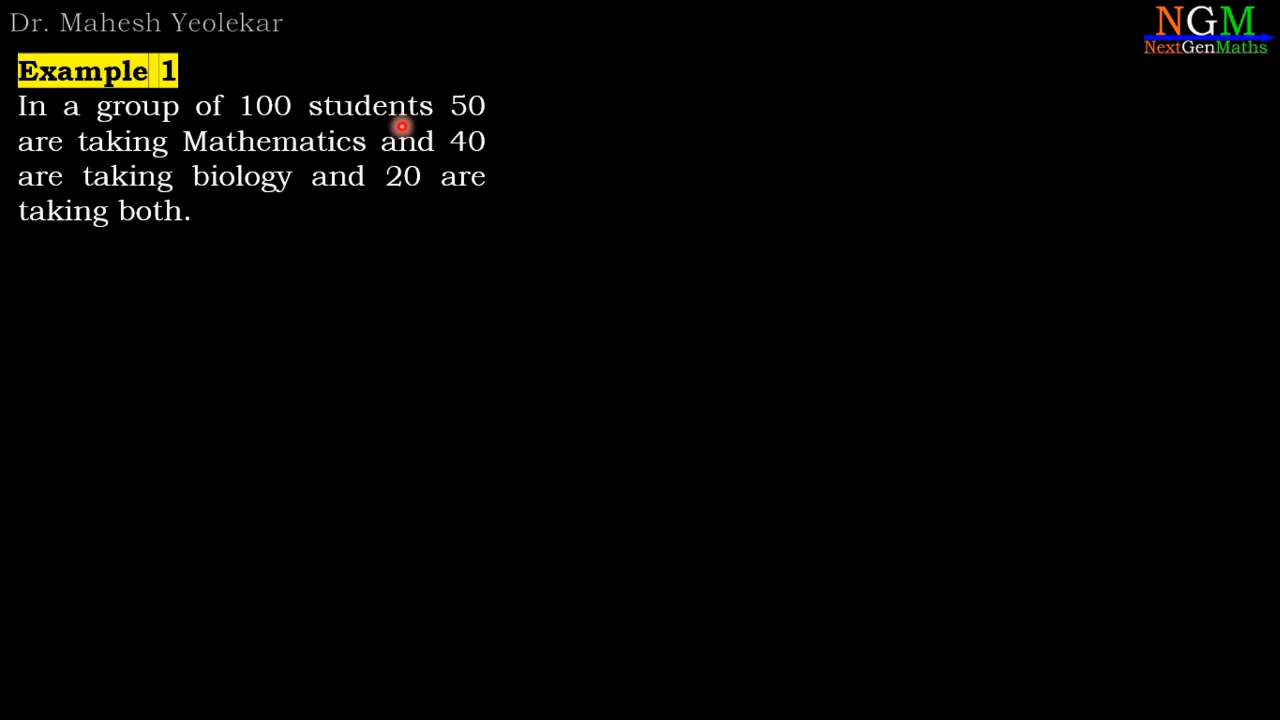 Dr. Mahesh Yeolekar
NGM
NextGenMaths
Example 1
In a group of 100 students 50
are taking Mathematics and 40
are taking biology and 20 are
taking both.